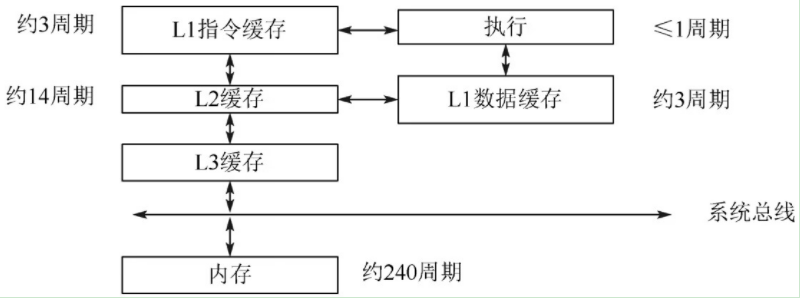 约3周期 L1指令缓存 执行 ≤1周期
约14周期 L2缓存 L1数据缓存 约3周期
L3缓存
系统总线
内存 约240周期